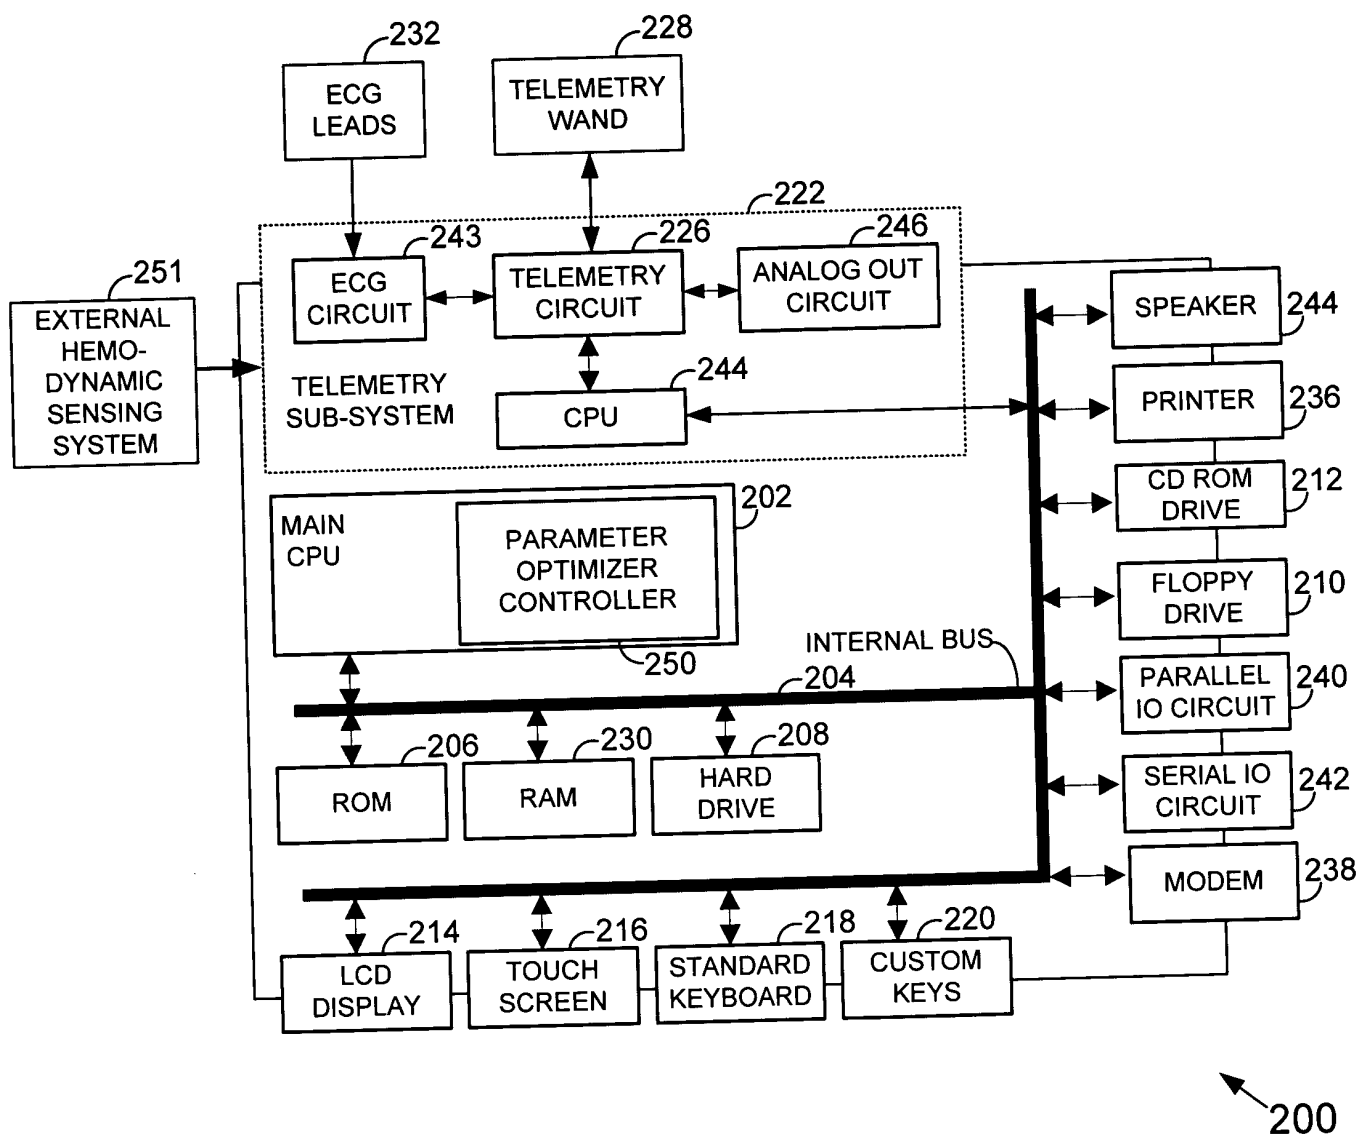 232
228
ECG
LEADS
TELEMETRY
WAND
222
251
243
226
246
EXTERNAL
HEMO-
DYNAMIC
SENSING
SYSTEM
ECG
CIRCUIT
TELEMETRY
CIRCUIT
ANALOG OUT
CIRCUIT
SPEAKER
244
TELEMETRY
SUB-SYSTEM
244
CPU
PRINTER
236
CD ROM
DRIVE
212
202
MAIN
CPU
PARAMETER
OPTIMIZER
CONTROLLER
250
FLOPPY
DRIVE
210
INTERNAL BUS
204
PARALLEL
IO CIRCUIT
240
206
230
208
ROM
RAM
HARD
DRIVE
SERIAL IO
CIRCUIT
242
MODEM
238
214
216
218
220
LCD
DISPLAY
TOUCH
SCREEN
STANDARD
KEYBOARD
CUSTOM
KEYS
200